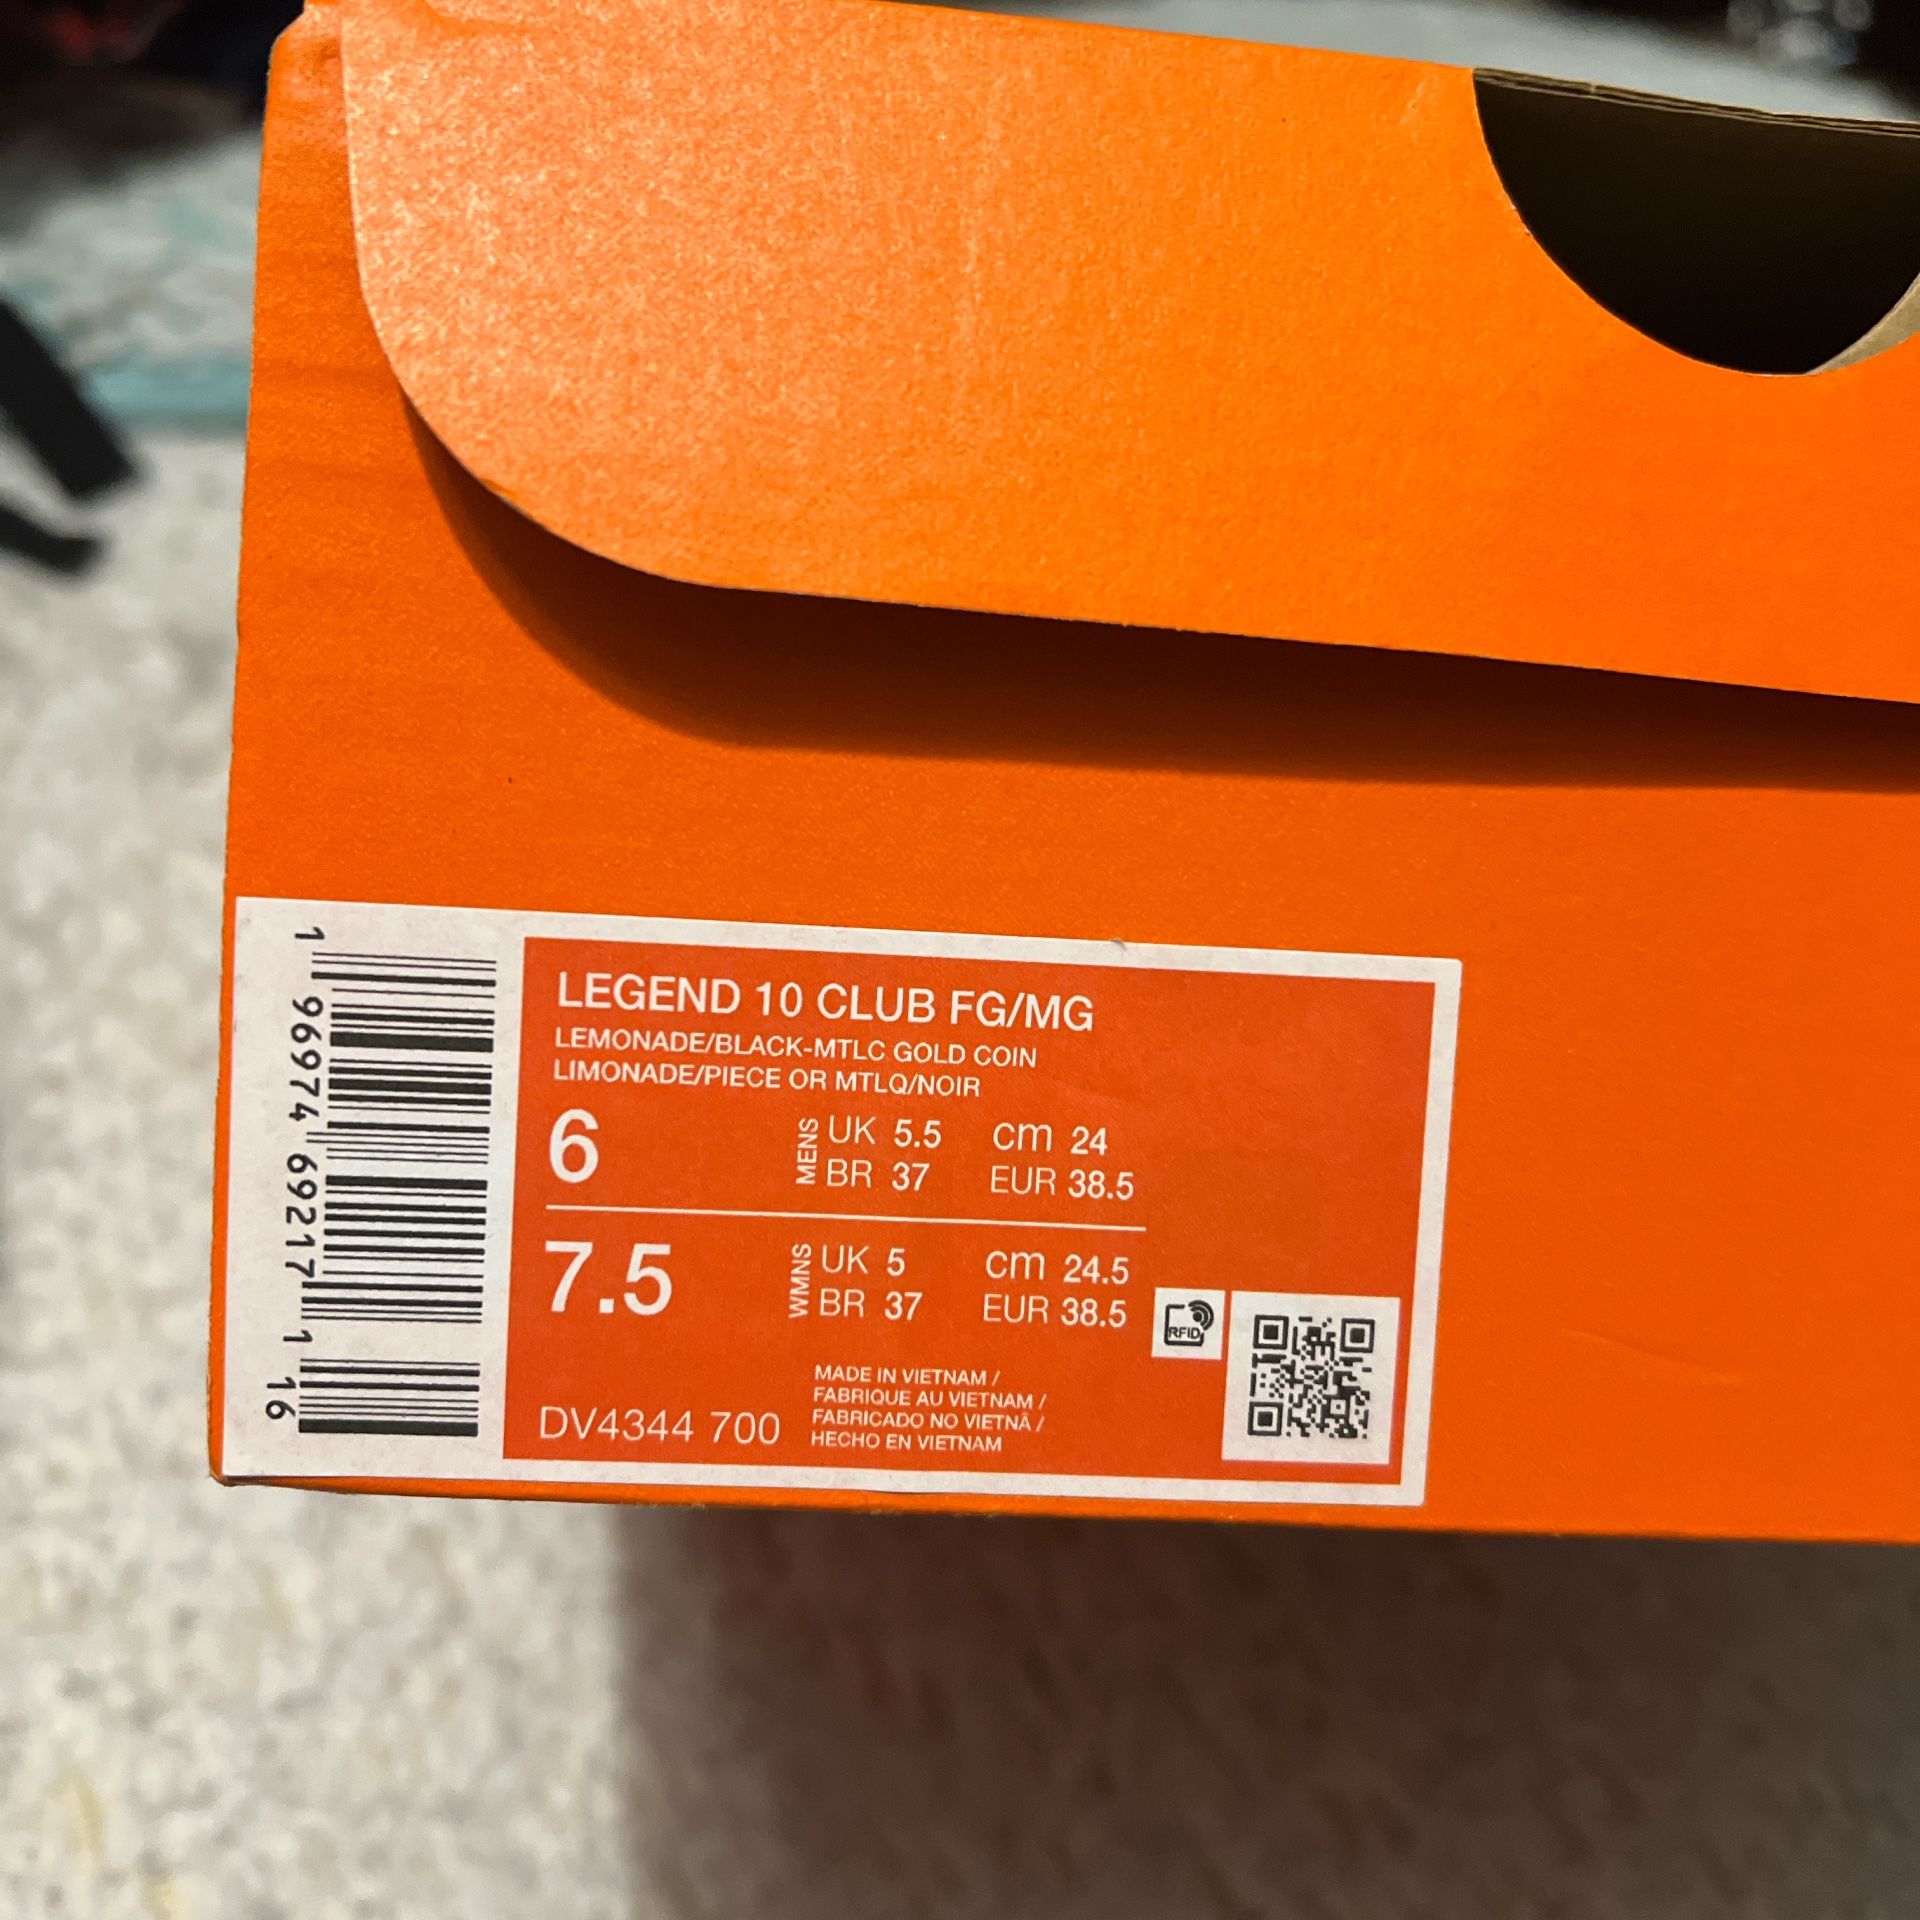 LEGEND 10 CLUB FG/MG
LEMONADE/BLACK-MTLC GOLD COIN
LIMONADE/PIECE OR MTLQ/NOIR
6 MENS UK 5.5 cm 24
BR 37 EUR 38.5
7.5 WMNS UK 5 cm 24.5
BR 37 EUR 38.5
RFID
MADE IN VIETNAM /
FABRIQUE AU VIETNAM /
FABRICADO NO VIETNÃ /
HECHO EN VIETNAM
DV4344 700
1 96974 69217 1 16